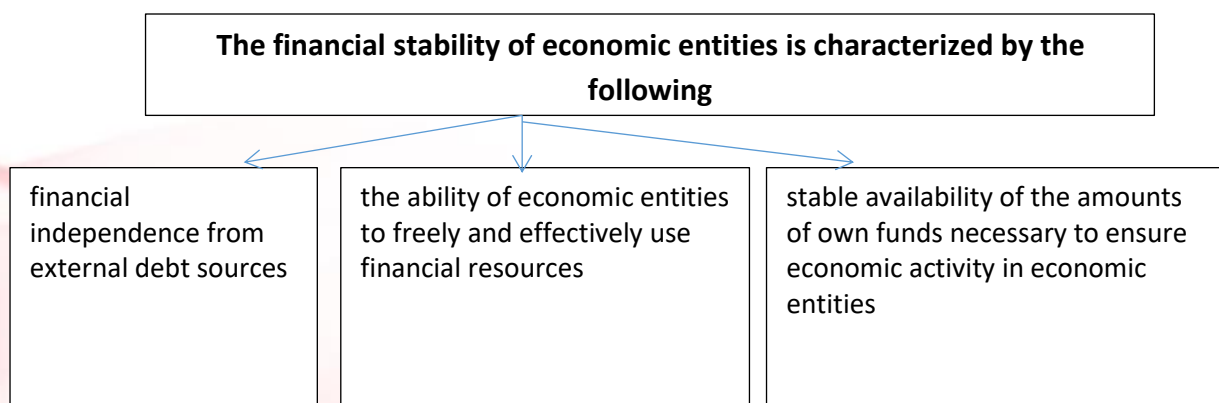 The financial stability of economic entities is characterized by the
following
financial
independence from
external debt sources
the ability of economic entities
to freely and effectively use
financial resources
stable availability of the amounts
of own funds necessary to ensure
economic activity in economic
entities